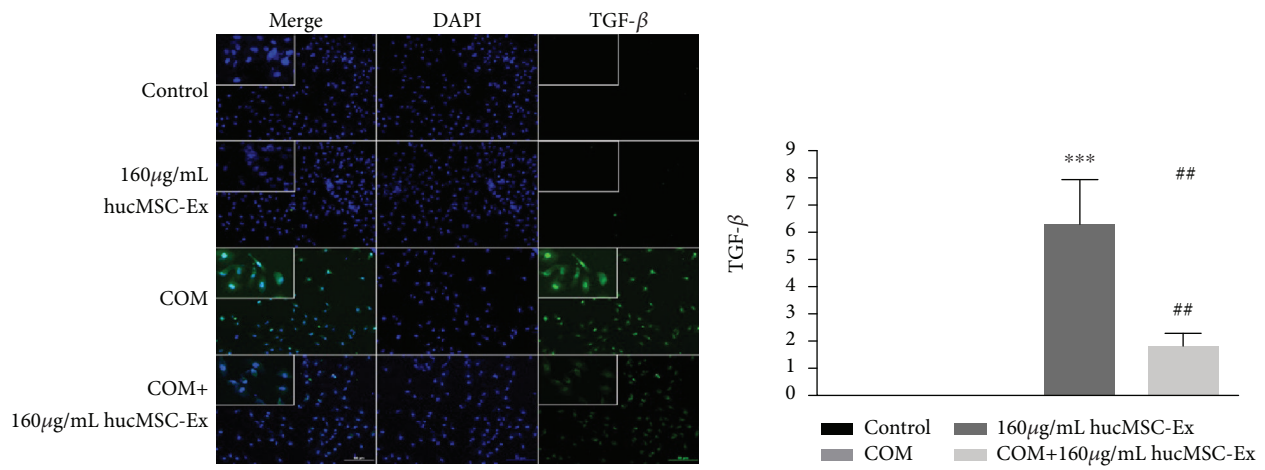 Merge DAPI TGF-β
Control
160μg/mL
hucMSC-Ex
COM
COM+
160μg/mL hucMSC-Ex
TGF-β
9
8
7
6
5
4
3
2
1
0
***
##
##
Control 160μg/mL hucMSC-Ex
COM COM+160μg/mL hucMSC-Ex